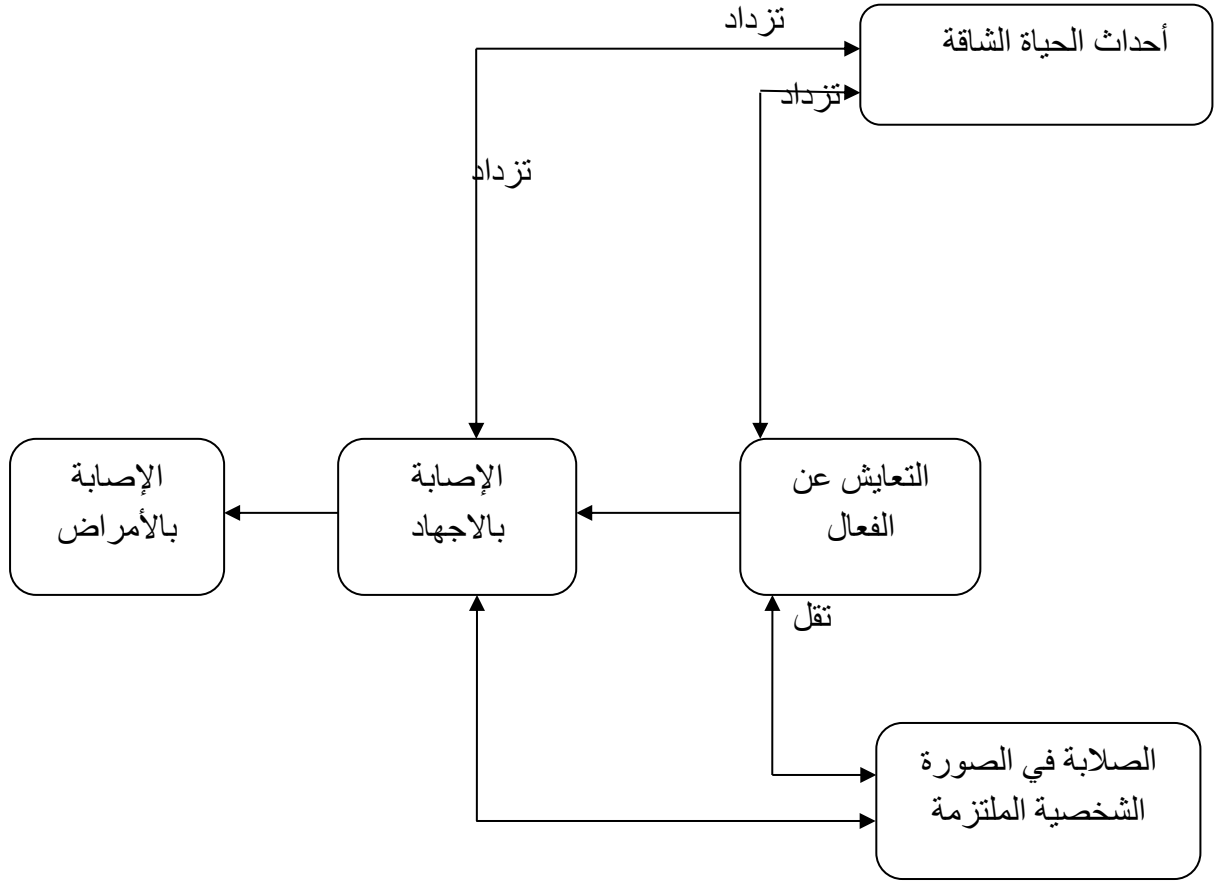 تزداد
أحداث الحياة الشاقة
تزداد
تزداد
التعايش عن
الفعال
الإصابة
بالاجهاد
الإصابة
بالأمراض
تقل
الصلابة في الصورة
الشخصية الملتزمة